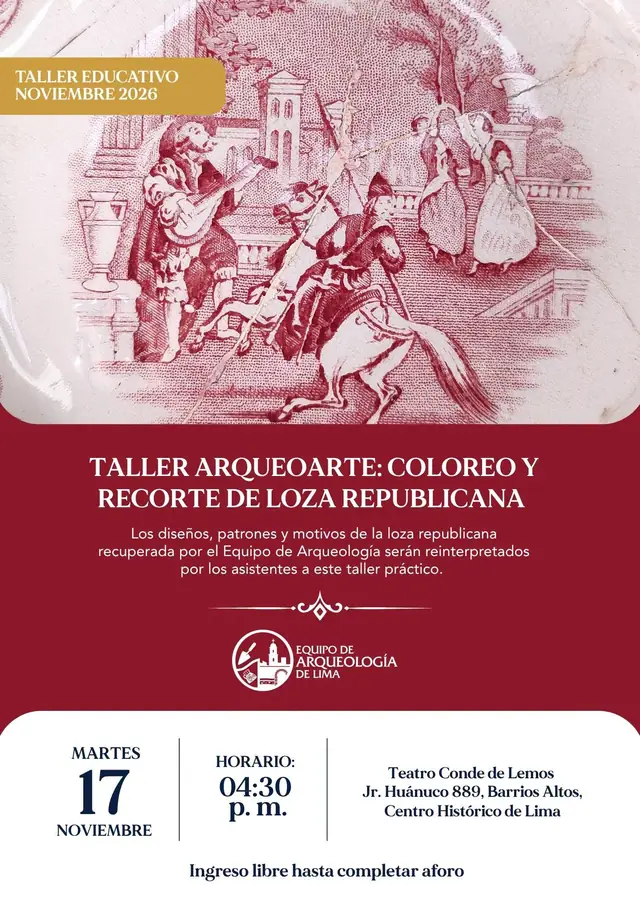 TALLER EDUCATIVO
NOVIEMBRE 2026
TALLER ARQUEOARTE: COLOREO Y
RECORTE DE LOZA REPUBLICANA
Los diseños, patrones y motivos de la loza republicana
recuperada por el Equipo de Arqueología serán reinterpretados
por los asistentes a este taller práctico.
EQUIPO DE
ARQUEOLOGÍA
DE LIMA
MARTES
17
NOVIEMBRE
HORARIO:
04:30
p. m.
Teatro Conde de Lemos
Jr. Huánuco 889, Barrios Altos,
Centro Histórico de Lima
Ingreso libre hasta completar aforo